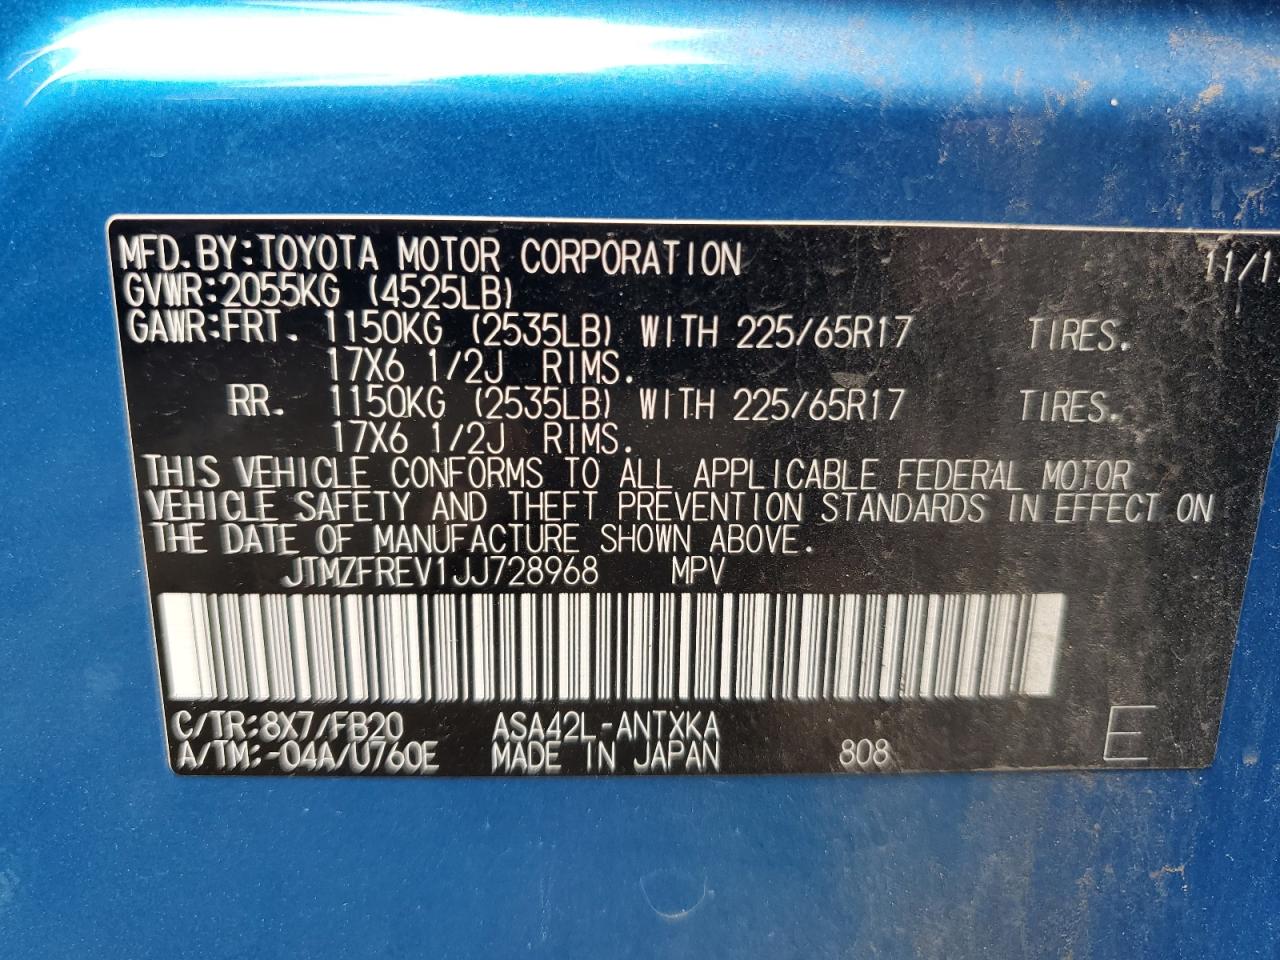 MFD. BY: TOYOTA MOTOR CORPORATION 11/1
GVWR: 2055KG (4525LB)
GAWR: FRT. 1150KG (2535LB) WITH 225/65R17 TIRES.
17X6 1/2J RIMS.
RR. 1150KG (2535LB) WITH 225/65R17 TIRES.
17X6 1/2J RIMS.
THIS VEHICLE CONFORMS TO ALL APPLICABLE FEDERAL MOTOR
VEHICLE SAFETY AND THEFT PREVENTION STANDARDS IN EFFECT ON
THE DATE OF MANUFACTURE SHOWN ABOVE.
JTMZFREV1JJ728968 MPV
C/TR: 8X7/FB20 ASA42L-ANTXKA
A/TM: -04A/U760E MADE IN JAPAN 808 E